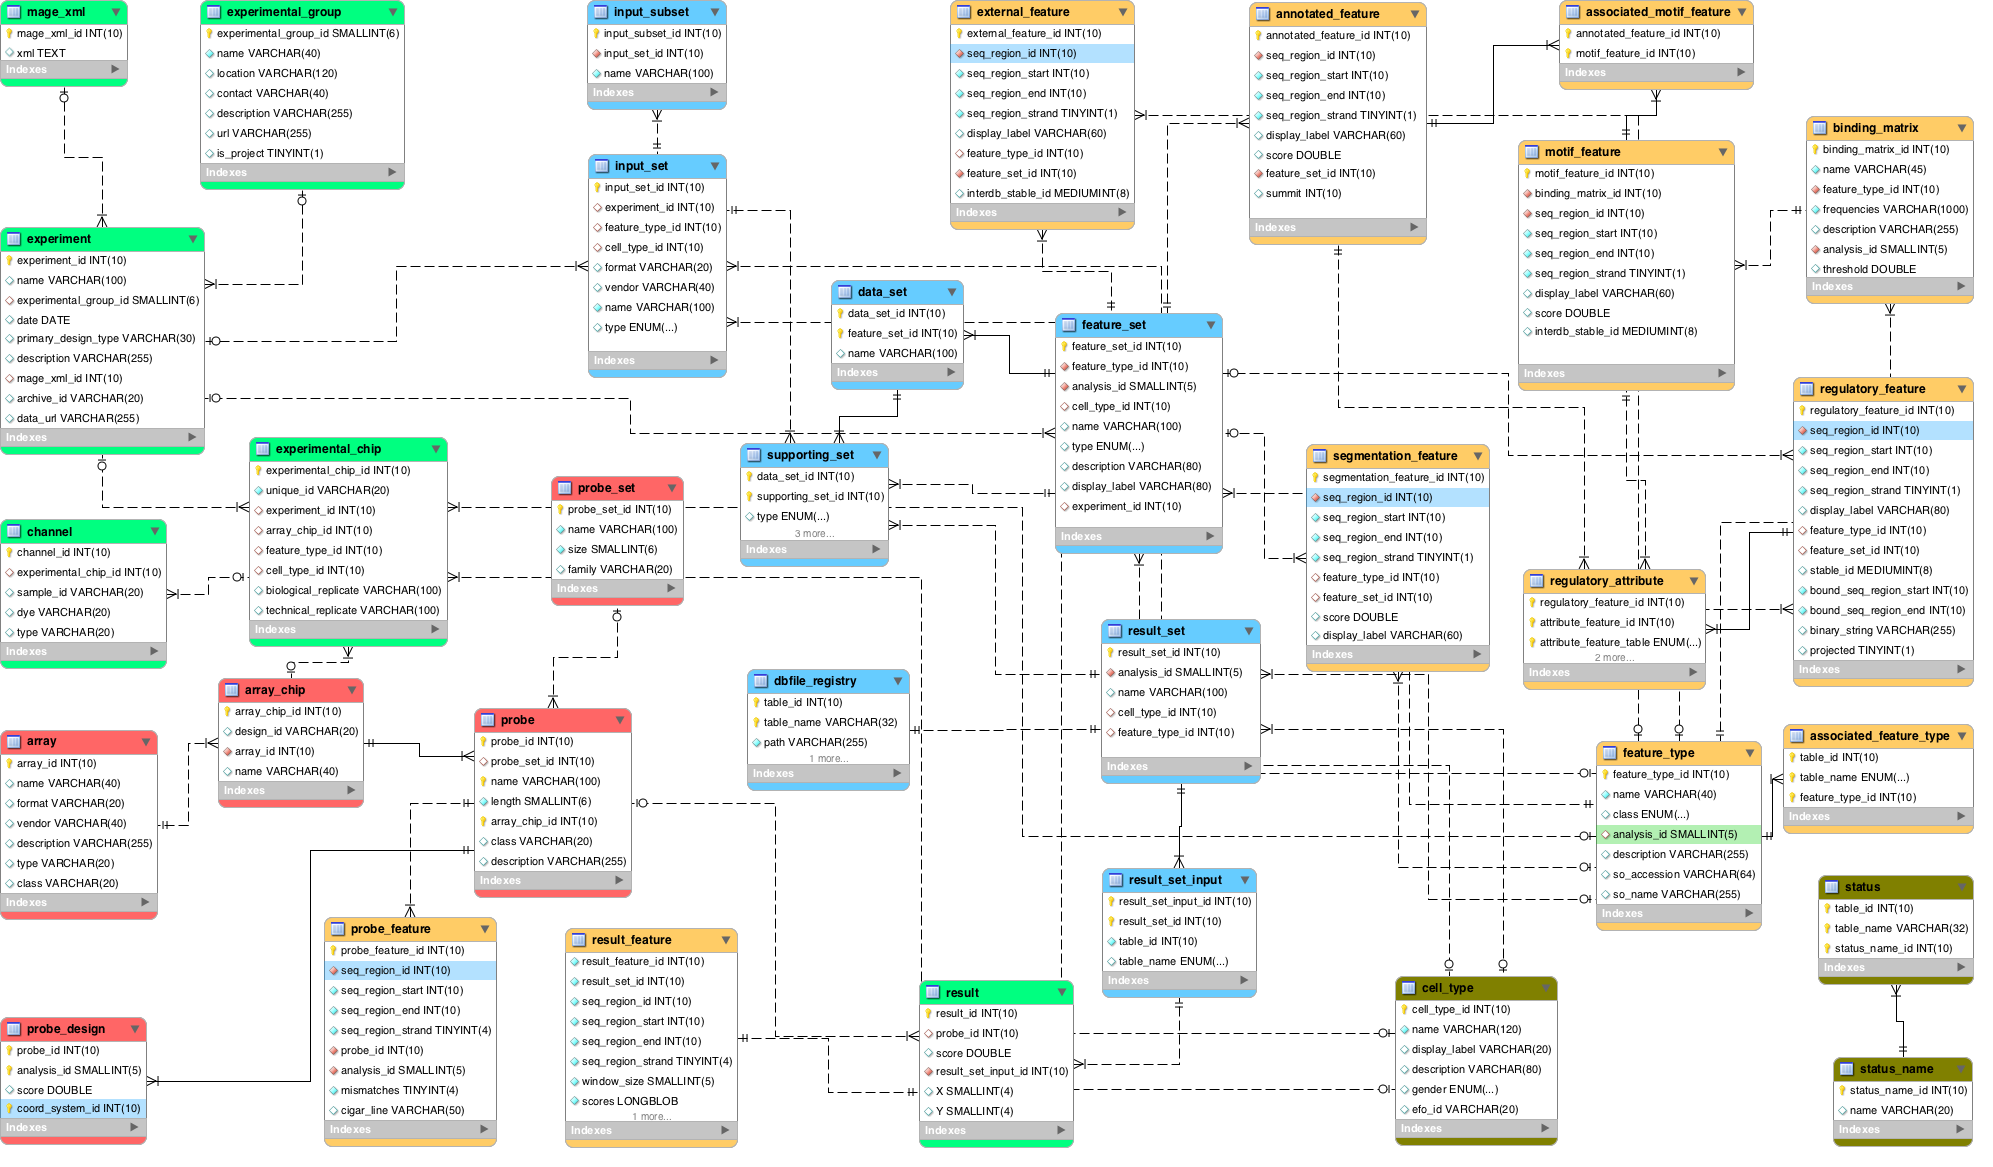 mage_xml
mage_xml_id INT(10)
xml TEXT
Indexes
experimental_group
experimental_group_id SMALLINT(6)
name VARCHAR(40)
location VARCHAR(120)
contact VARCHAR(40)
description VARCHAR(255)
url VARCHAR(255)
is_project TINYINT(1)
Indexes
input_subset
input_subset_id INT(10)
input_set_id INT(10)
name VARCHAR(100)
Indexes
external_feature
external_feature_id INT(10)
seq_region_id INT(10)
seq_region_start INT(10)
seq_region_end INT(10)
seq_region_strand TINYINT(1)
display_label VARCHAR(60)
feature_type_id INT(10)
feature_set_id INT(10)
interdb_stable_id MEDIUMINT(8)
Indexes
annotated_feature
annotated_feature_id INT(10)
seq_region_id INT(10)
seq_region_start INT(10)
seq_region_end INT(10)
seq_region_strand TINYINT(1)
display_label VARCHAR(60)
score DOUBLE
feature_set_id INT(10)
summit INT(10)
Indexes
associated_motif_feature
annotated_feature_id INT(10)
motif_feature_id INT(10)
Indexes
binding_matrix
binding_matrix_id INT(10)
name VARCHAR(45)
feature_type_id INT(10)
frequencies VARCHAR(1000)
description VARCHAR(255)
analysis_id SMALLINT(5)
threshold DOUBLE
Indexes
motif_feature
motif_feature_id INT(10)
binding_matrix_id INT(10)
seq_region_id INT(10)
seq_region_start INT(10)
seq_region_end INT(10)
seq_region_strand TINYINT(1)
display_label VARCHAR(60)
score DOUBLE
interdb_stable_id MEDIUMINT(8)
Indexes
input_set
input_set_id INT(10)
experiment_id INT(10)
feature_type_id INT(10)
cell_type_id INT(10)
format VARCHAR(20)
vendor VARCHAR(40)
name VARCHAR(100)
type ENUM(...)
Indexes
experiment
experiment_id INT(10)
name VARCHAR(100)
experimental_group_id SMALLINT(6)
date DATE
primary_design_type VARCHAR(30)
description VARCHAR(255)
mage_xml_id INT(10)
archive_id VARCHAR(20)
data_url VARCHAR(255)
Indexes
data_set
data_set_id INT(10)
feature_set_id INT(10)
name VARCHAR(100)
Indexes
feature_set
feature_set_id INT(10)
feature_type_id INT(10)
analysis_id SMALLINT(5)
cell_type_id INT(10)
name VARCHAR(100)
type ENUM(...)
description VARCHAR(80)
display_label VARCHAR(80)
experiment_id INT(10)
Indexes
regulatory_feature
regulatory_feature_id INT(10)
seq_region_id INT(10)
seq_region_start INT(10)
seq_region_end INT(10)
seq_region_strand TINYINT(1)
display_label VARCHAR(80)
feature_type_id INT(10)
feature_set_id INT(10)
stable_id MEDIUMINT(8)
bound_seq_region_start INT(10)
bound_seq_region_end INT(10)
binary_string VARCHAR(255)
projected TINYINT(1)
Indexes
experimental_chip
experimental_chip_id INT(10)
unique_id VARCHAR(20)
experiment_id INT(10)
array_chip_id INT(10)
feature_type_id INT(10)
cell_type_id INT(10)
biological_replicate VARCHAR(100)
technical_replicate VARCHAR(100)
Indexes
supporting_set
data_set_id INT(10)
supporting_set_id INT(10)
type ENUM(...)
3 more...
Indexes
segmentation_feature
segmentation_feature_id INT(10)
seq_region_id INT(10)
seq_region_start INT(10)
seq_region_end INT(10)
seq_region_strand TINYINT(1)
feature_type_id INT(10)
feature_set_id INT(10)
score DOUBLE
display_label VARCHAR(60)
Indexes
probe_set
probe_set_id INT(10)
name VARCHAR(100)
size SMALLINT(6)
family VARCHAR(20)
Indexes
channel
channel_id INT(10)
experimental_chip_id INT(10)
sample_id VARCHAR(20)
dye VARCHAR(20)
type VARCHAR(20)
Indexes
regulatory_attribute
regulatory_feature_id INT(10)
attribute_feature_id INT(10)
attribute_feature_table ENUM(...)
2 more...
Indexes
result_set
result_set_id INT(10)
analysis_id SMALLINT(5)
name VARCHAR(100)
cell_type_id INT(10)
feature_type_id INT(10)
Indexes
dbfile_registry
table_id INT(10)
table_name VARCHAR(32)
path VARCHAR(255)
1 more...
Indexes
array_chip
array_chip_id INT(10)
design_id VARCHAR(20)
array_id INT(10)
name VARCHAR(40)
Indexes
probe
probe_id INT(10)
probe_set_id INT(10)
name VARCHAR(100)
length SMALLINT(6)
array_chip_id INT(10)
class VARCHAR(20)
description VARCHAR(255)
Indexes
array
array_id INT(10)
name VARCHAR(40)
format VARCHAR(20)
vendor VARCHAR(40)
description VARCHAR(255)
type VARCHAR(20)
class VARCHAR(20)
Indexes
feature_type
feature_type_id INT(10)
name VARCHAR(40)
class ENUM(...)
analysis_id SMALLINT(5)
description VARCHAR(255)
so_accession VARCHAR(64)
so_name VARCHAR(255)
Indexes
associated_feature_type
table_id INT(10)
table_name ENUM(...)
feature_type_id INT(10)
Indexes
result_set_input
result_set_input_id INT(10)
result_set_id INT(10)
table_id INT(10)
table_name ENUM(...)
Indexes
status
table_id INT(10)
table_name VARCHAR(32)
status_name_id INT(10)
Indexes
probe_feature
probe_feature_id INT(10)
seq_region_id INT(10)
seq_region_start INT(10)
seq_region_end INT(10)
seq_region_strand TINYINT(4)
probe_id INT(10)
analysis_id SMALLINT(5)
mismatches TINYINT(4)
cigar_line VARCHAR(50)
Indexes
result_feature
result_feature_id INT(10)
result_set_id INT(10)
seq_region_id INT(10)
seq_region_start INT(10)
seq_region_end INT(10)
seq_region_strand TINYINT(4)
window_size SMALLINT(5)
scores LONGBLOB
1 more...
Indexes
result
result_id INT(10)
probe_id INT(10)
score DOUBLE
result_set_input_id INT(10)
X SMALLINT(4)
Y SMALLINT(4)
Indexes
cell_type
cell_type_id INT(10)
name VARCHAR(120)
display_label VARCHAR(20)
description VARCHAR(80)
gender ENUM(...)
efo_id VARCHAR(20)
Indexes
probe_design
probe_id INT(10)
analysis_id SMALLINT(5)
score DOUBLE
coord_system_id INT(10)
Indexes
status_name
status_name_id INT(10)
name VARCHAR(20)
Indexes